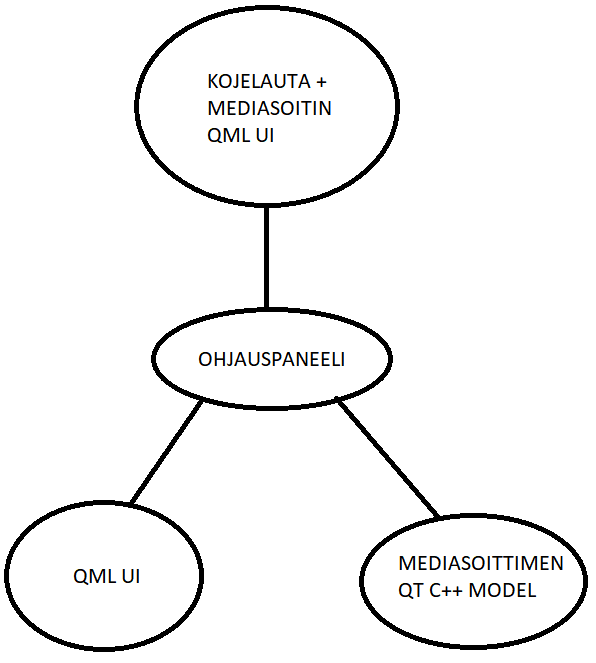 KOJELAUTA +
MEDIASOITIN
QML UI
OHJAUSPANEELI
QML UI
MEDIASOITTIMEN
QT C++ MODEL